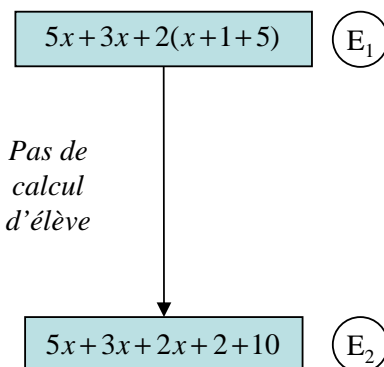 5x+3x+2(x+1+5) E₁
Pas de
calcul
d'élève
5x+3x+2x+2+10 E₂